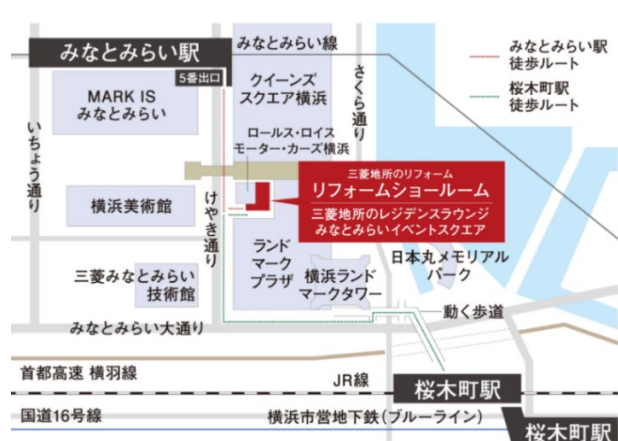 みなとみらい駅
5番出口
みなとみらい線
みなとみらい駅
徒歩ルート
桜木町駅
徒歩ルート
MARK IS
みなとみらい
クイーンズ
スクエア横浜
さくら通り
いちょう通り
ロールス・ロイス
モーター・カーズ横浜
三菱地所のリフォーム
リフォームショールーム
三菱地所のレジデンスラウンジ
みなとみらいイベントスクエア
横浜美術館
けやき通り
ランド
マーク
プラザ
横浜ランド
マークタワー
日本丸メモリアル
パーク
三菱みなとみらい
技術館
みなとみらい大通り
動く歩道
首都高速 横羽線
JR線
桜木町駅
国道16号線
横浜市営地下鉄(ブルーライン)
桜木町駅